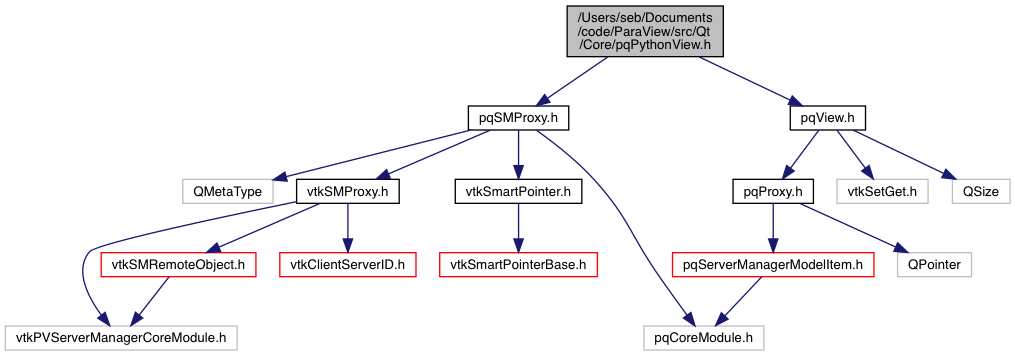 /Users/seb/Documents
/code/ParaView/src/Qt
/Core/pqPythonView.h
pqSMProxy.h
pqView.h
QMetaType
vtkSMProxy.h
vtkSmartPointer.h
pqProxy.h
vtkSetGet.h
QSize
vtkSMRemoteObject.h
vtkClientServerID.h
vtkSmartPointerBase.h
pqServerManagerModelItem.h
QPointer
vtkPVServerManagerCoreModule.h
pqCoreModule.h